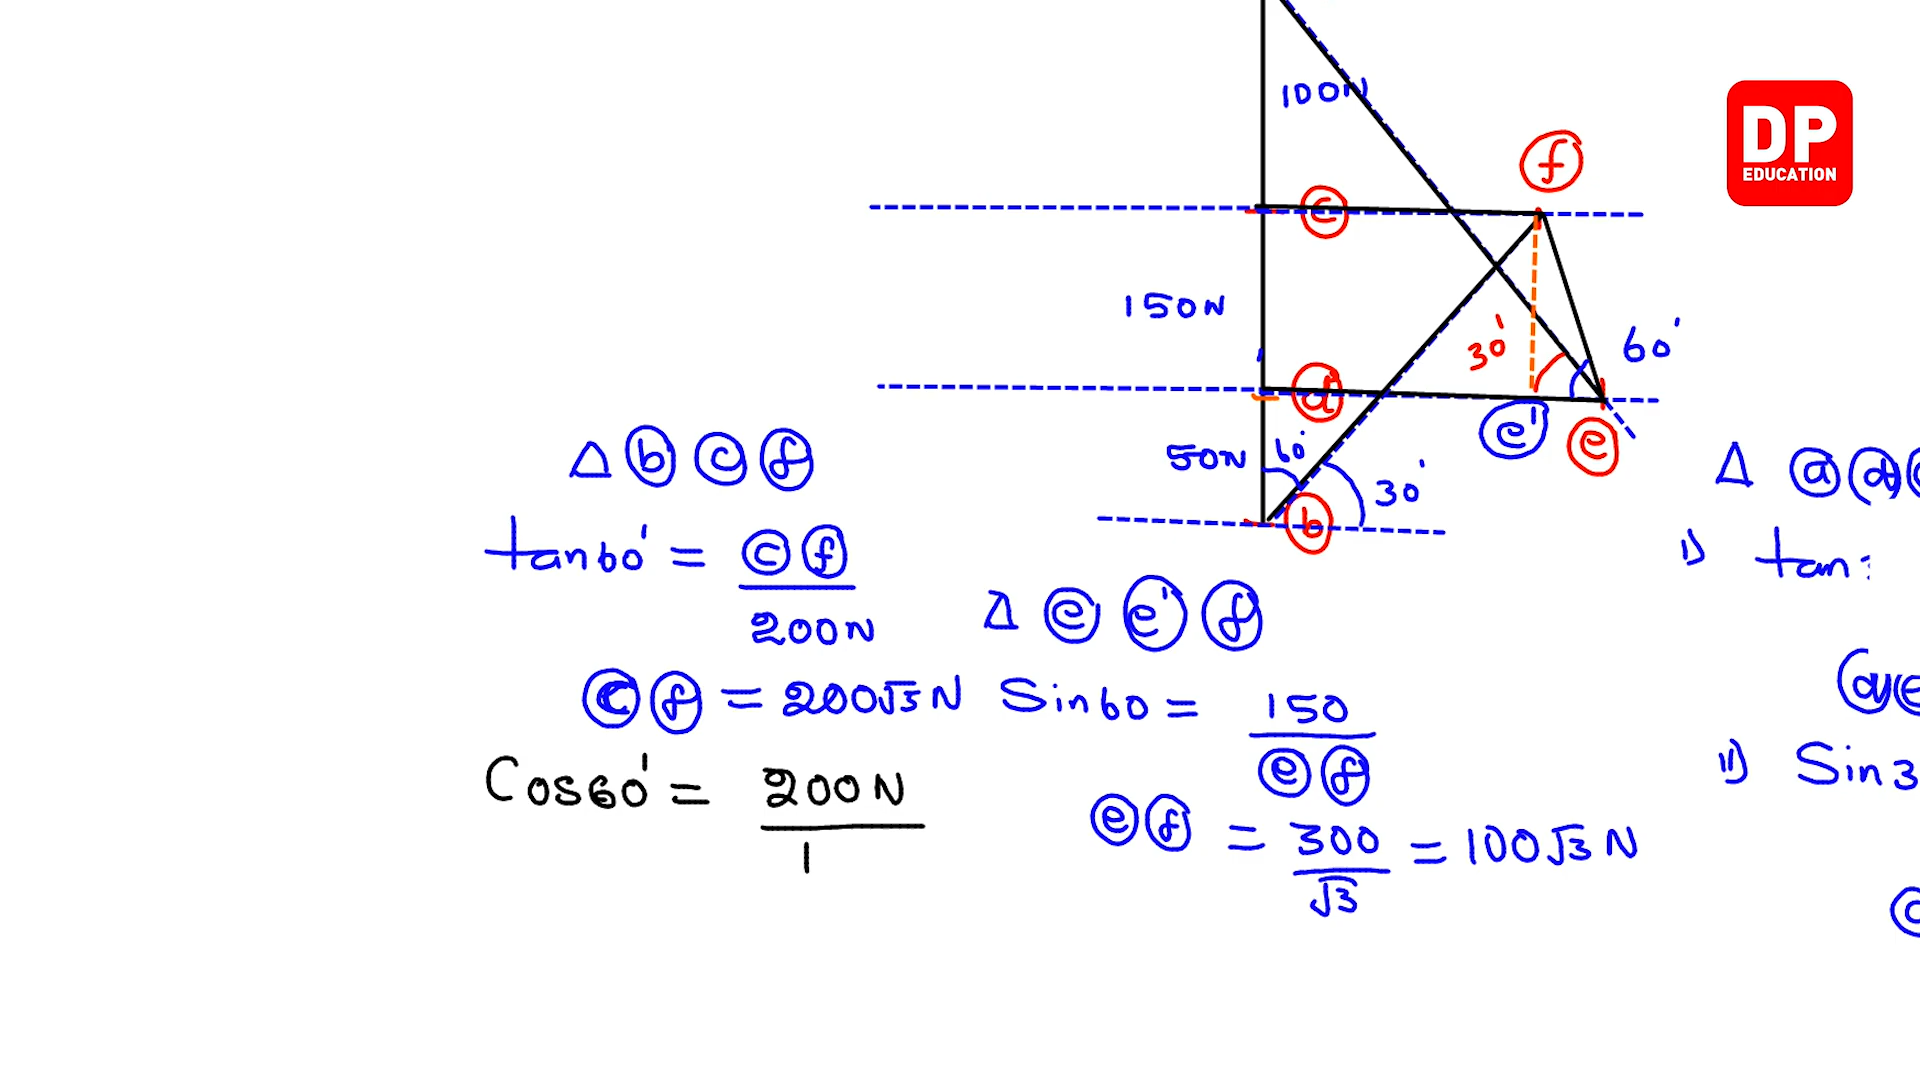 100N
f
DP
EDUCATION
c
150N
30'
60'
d
e'
e
50N
60°
30'
b
Δ b c f
tan60' = c f / 200N
c f = 200√3 N
Cos60' = 200N /
Δ e e' f
Sin60 = 150 / e f
e f = 300 / √3 = 100√3 N
Δ a d
i) tan
ii) Sin3